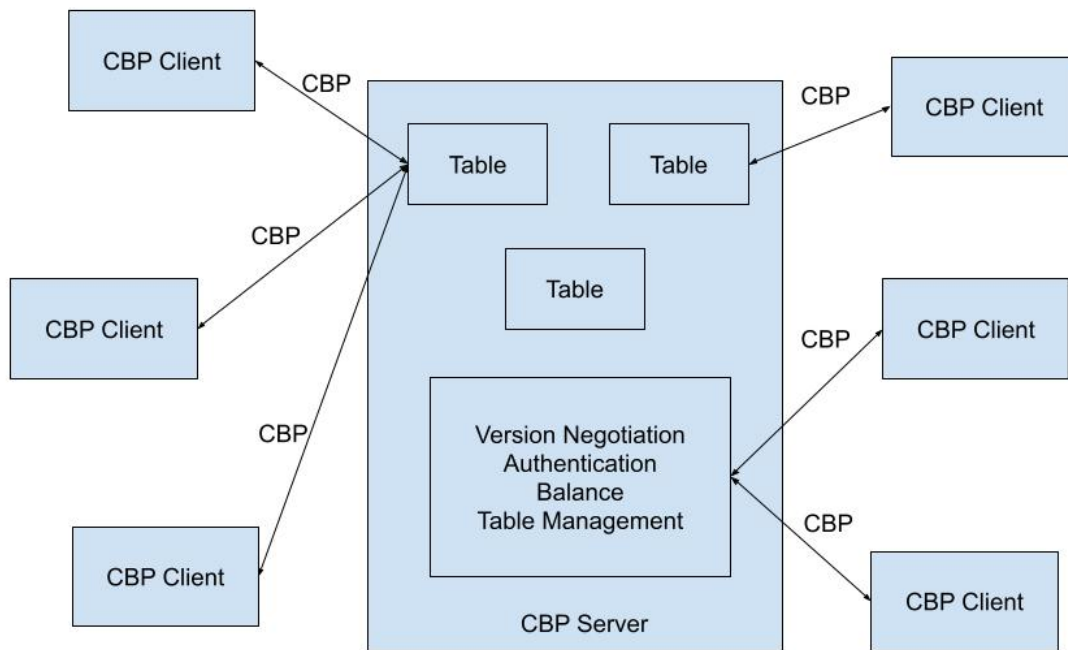 CBP Client
CBP
CBP
CBP Client
Table
Table
CBP
Table
CBP Client
CBP Client
CBP
CBP
Version Negotiation
Authentication
Balance
Table Management
CBP
CBP Client
CBP Client
CBP Server